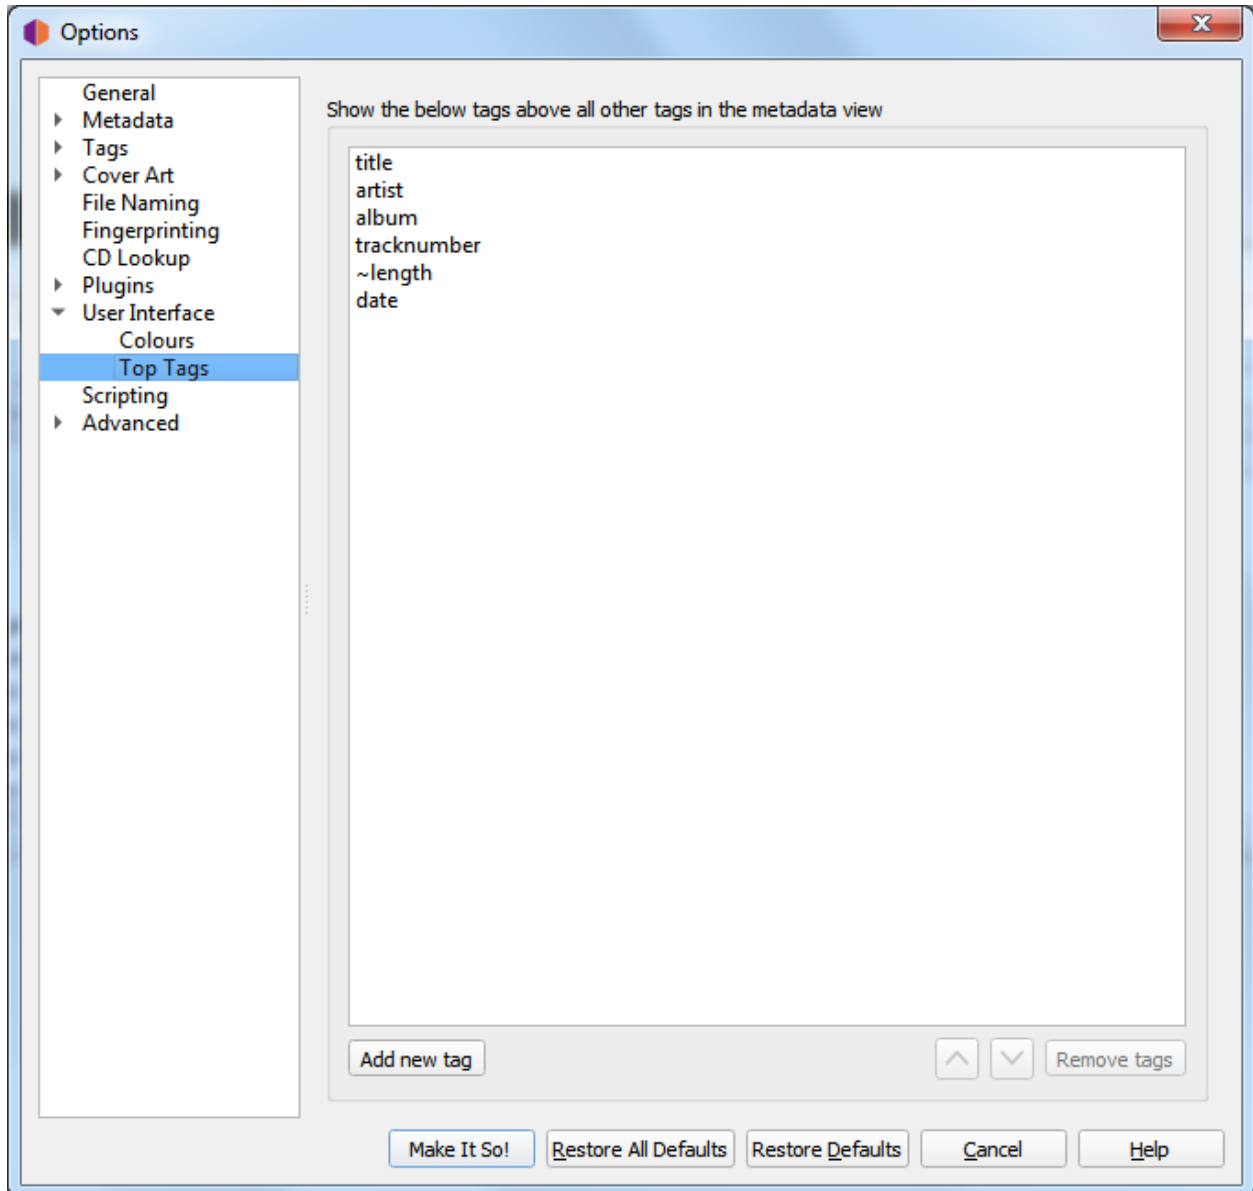 Options
General
Metadata
Tags
Cover Art
File Naming
Fingerprinting
CD Lookup
Plugins
User Interface
Colours
Top Tags
Scripting
Advanced
Show the below tags above all other tags in the metadata view
title
artist
album
tracknumber
~length
date
Add new tag
Remove tags
Make It So!
Restore All Defaults
Restore Defaults
Cancel
Help